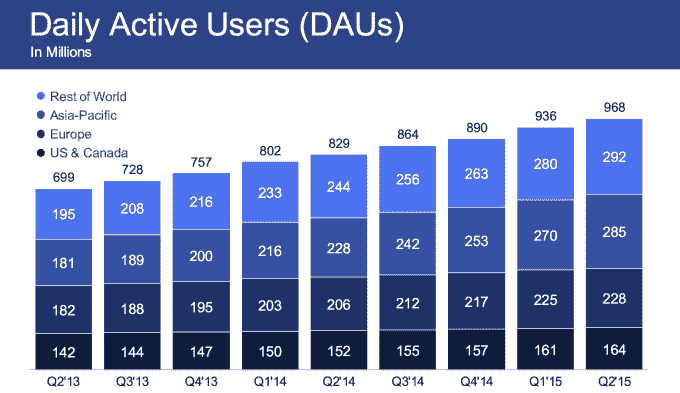 Daily Active Users (DAUs)
In Millions
Rest of World
Asia-Pacific
Europe
US & Canada
699 728 757 802 829 864 890 936 968
195 208 216 233 244 256 263 280 292
181 189 200 216 228 242 253 270 285
182 188 195 203 206 212 217 225 228
142 144 147 150 152 155 157 161 164
Q2'13 Q3'13 Q4'13 Q1'14 Q2'14 Q3'14 Q4'14 Q1'15 Q2'15